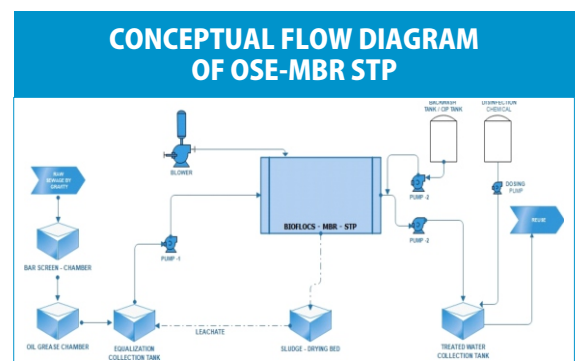 CONCEPTUAL FLOW DIAGRAM
OF OSE-MBR STP
BACKWASH
TANK / CIP TANK
DISINFECTION
CHEMICAL
BLOWER
RAW
SEWAGE BY
GRAVITY
BAR SCREEN - CHAMBER
PUMP -1
BIOFLOCS - MBR - STP
PUMP -2
DOSING
PUMP
PUMP -2
REUSE
OIL GREASE CHAMBER
EQUALIZATION
COLLECTION TANK
LEACHATE
SLUDGE - DRYING BED
TREATED WATER
COLLECTION TANK